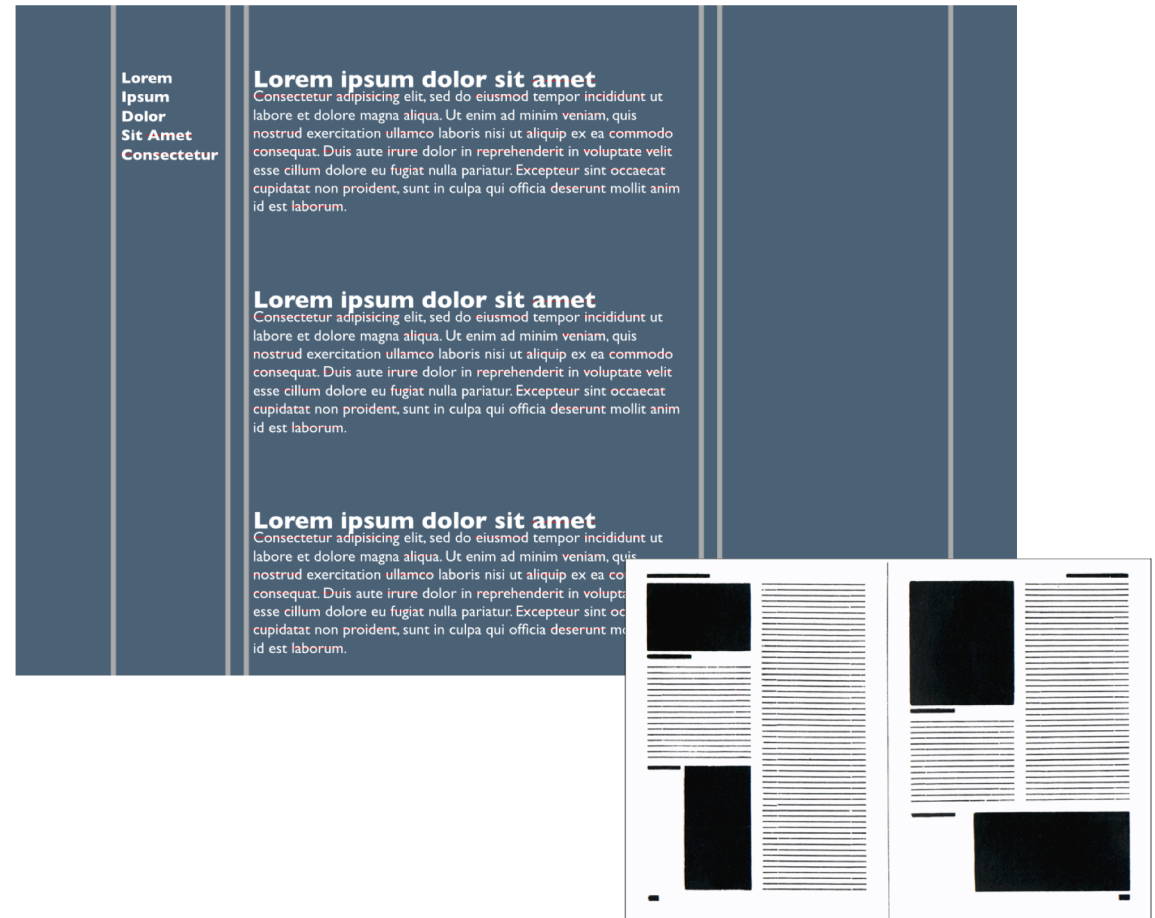 Lorem
Ipsum
Dolor
Sit Amet
Consectetur
Lorem ipsum dolor sit amet
Consectetur adipisicing elit, sed do eiusmod tempor incididunt ut
labore et dolore magna aliqua. Ut enim ad minim veniam, quis
nostrud exercitation ullamco laboris nisi ut aliquip ex ea commodo
consequat. Duis aute irure dolor in reprehenderit in voluptate velit
esse cillum dolore eu fugiat nulla pariatur. Excepteur sint occaecat
cupidatat non proident, sunt in culpa qui officia deserunt mollit anim
id est laborum.
Lorem ipsum dolor sit amet
Consectetur adipisicing elit, sed do eiusmod tempor incididunt ut
labore et dolore magna aliqua. Ut enim ad minim veniam, quis
nostrud exercitation ullamco laboris nisi ut aliquip ex ea commodo
consequat. Duis aute irure dolor in reprehenderit in voluptate velit
esse cillum dolore eu fugiat nulla pariatur. Excepteur sint occaecat
cupidatat non proident, sunt in culpa qui officia deserunt mollit anim
id est laborum.
Lorem ipsum dolor sit amet
Consectetur adipisicing elit, sed do eiusmod tempor incididunt ut
labore et dolore magna aliqua. Ut enim ad minim veniam, quis
nostrud exercitation ullamco laboris nisi ut aliquip ex ea
consequat. Duis aute irure dolor in reprehenderit in
esse cillum dolore eu fugiat nulla pariatur. Excepteur sint
cupidatat non proident, sunt in culpa qui officia deserunt
id est laborum.